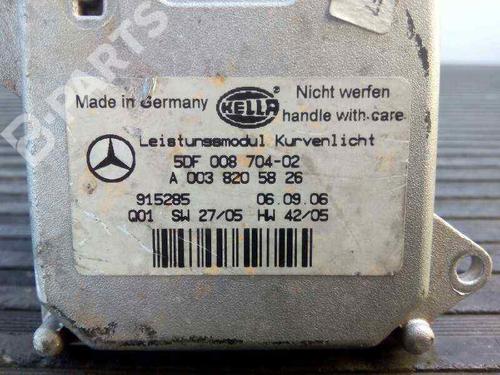 B-PARTS
Made in Germany
HELLA
®
Nicht werfen
handle with care
Leistungsmodul Kurvenlicht
5DF 008 704-02
A 003 820 58 26
915285 06.09.06
Q01 SW 27/05 HW 42/05